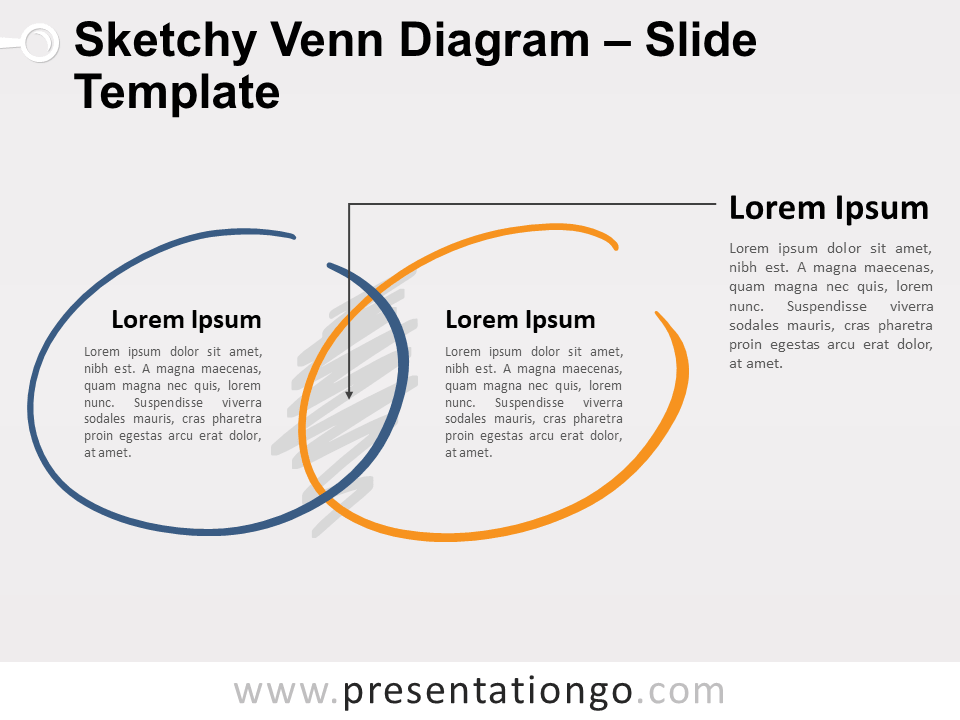 Sketchy Venn Diagram – Slide
Template
Lorem Ipsum
Lorem ipsum dolor sit amet,
nibh est. A magna maecenas,
quam magna nec quis, lorem
nunc. Suspendisse viverra
sodales mauris, cras pharetra
proin egestas arcu erat dolor,
at amet.
Lorem Ipsum
Lorem ipsum dolor sit amet,
nibh est. A magna maecenas,
quam magna nec quis, lorem
nunc. Suspendisse viverra
sodales mauris, cras pharetra
proin egestas arcu erat dolor,
at amet.
Lorem Ipsum
Lorem ipsum dolor sit amet,
nibh est. A magna maecenas,
quam magna nec quis, lorem
nunc. Suspendisse viverra
sodales mauris, cras pharetra
proin egestas arcu erat dolor,
at amet.
www.presentationgo.com